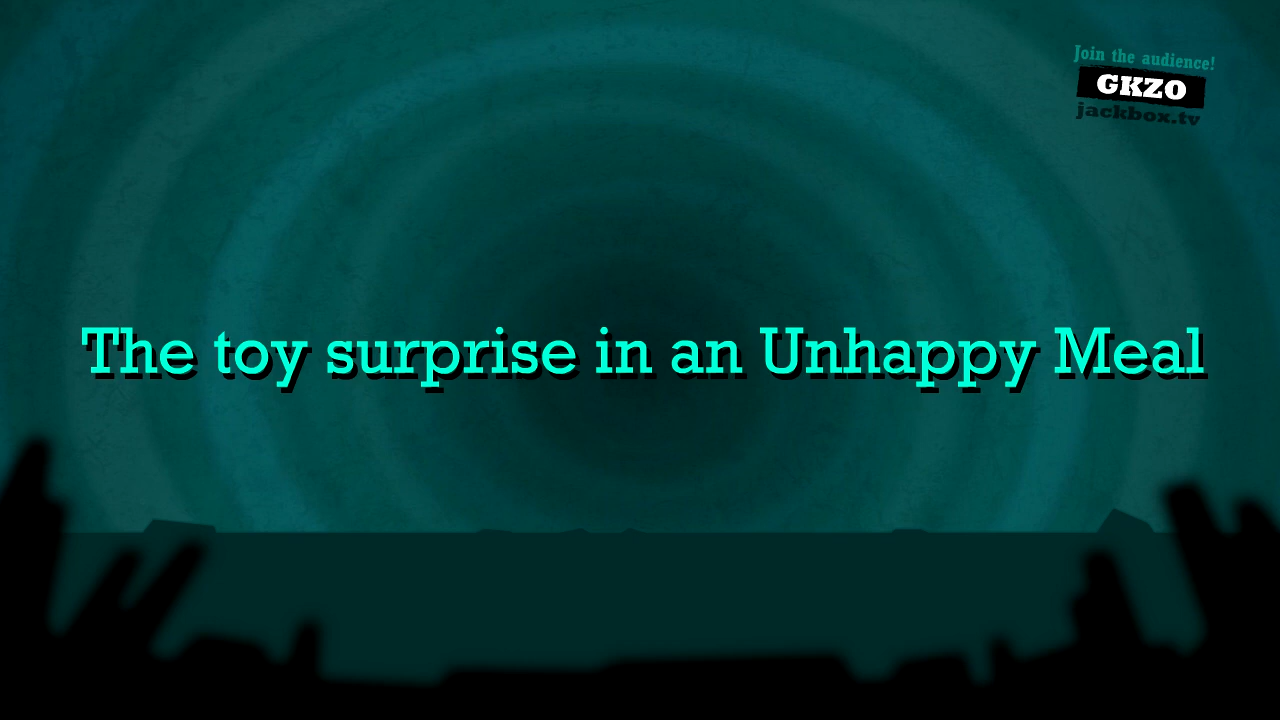 Join the audience!
GKZO
jackbox.tv
The toy surprise in an Unhappy Meal